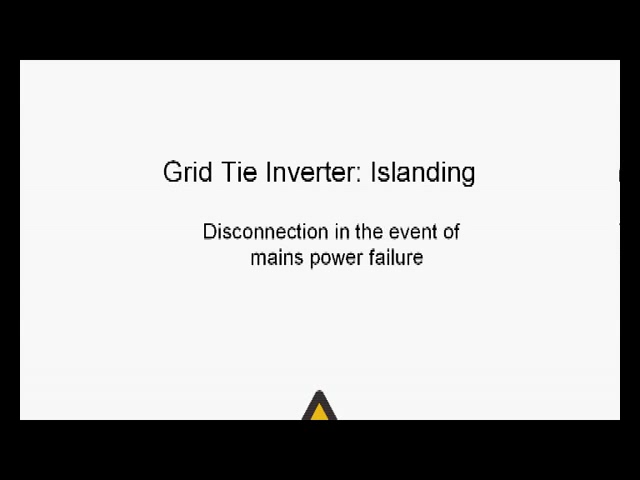 Grid Tie Inverter: Islanding
Disconnection in the event of
mains power failure